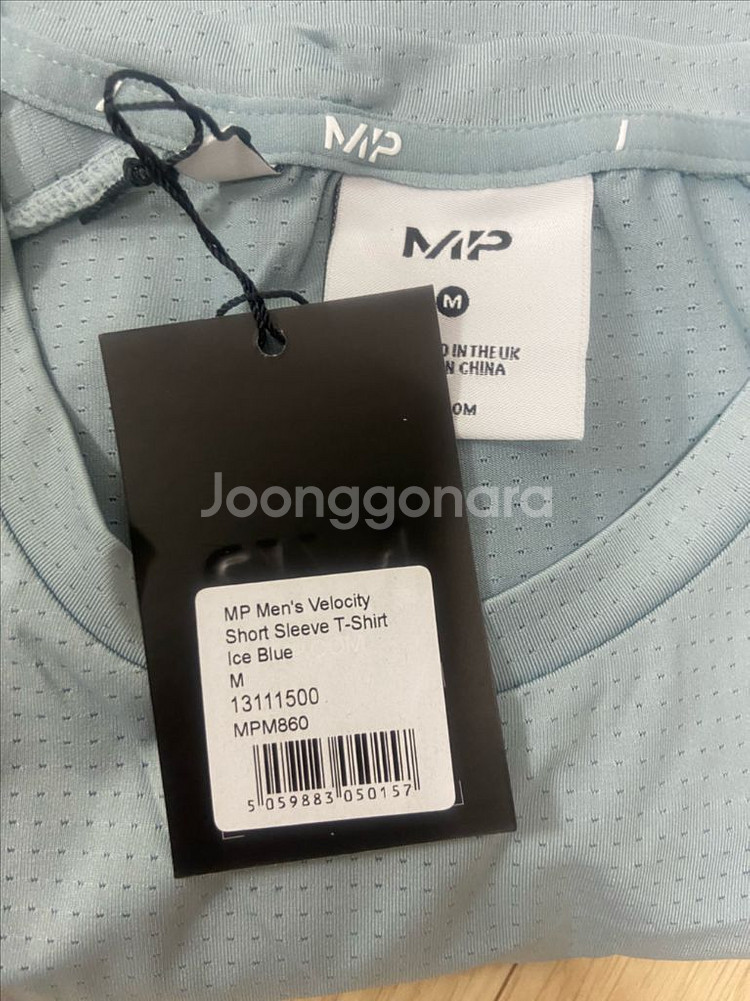 MP
MP
M
IN THE UK
CHINA
Joonggonara
MP Men's Velocity
Short Sleeve T-Shirt
Ice Blue
M
13111500
MPM860
5 059883 050157